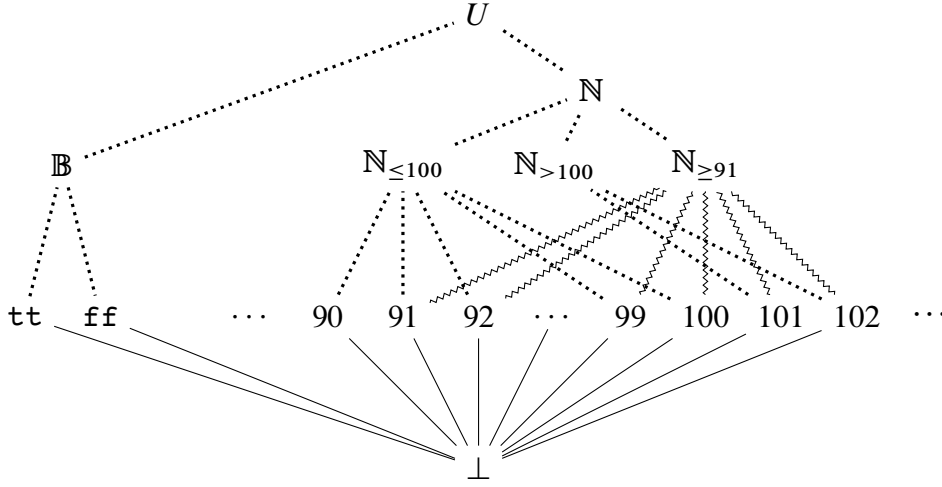 U
ℕ
𝔹 ℕ≤100 ℕ>100 ℕ≥91
tt ff ⋯ 90 91 92 ⋯ 99 100 101 102 ⋯
⊥